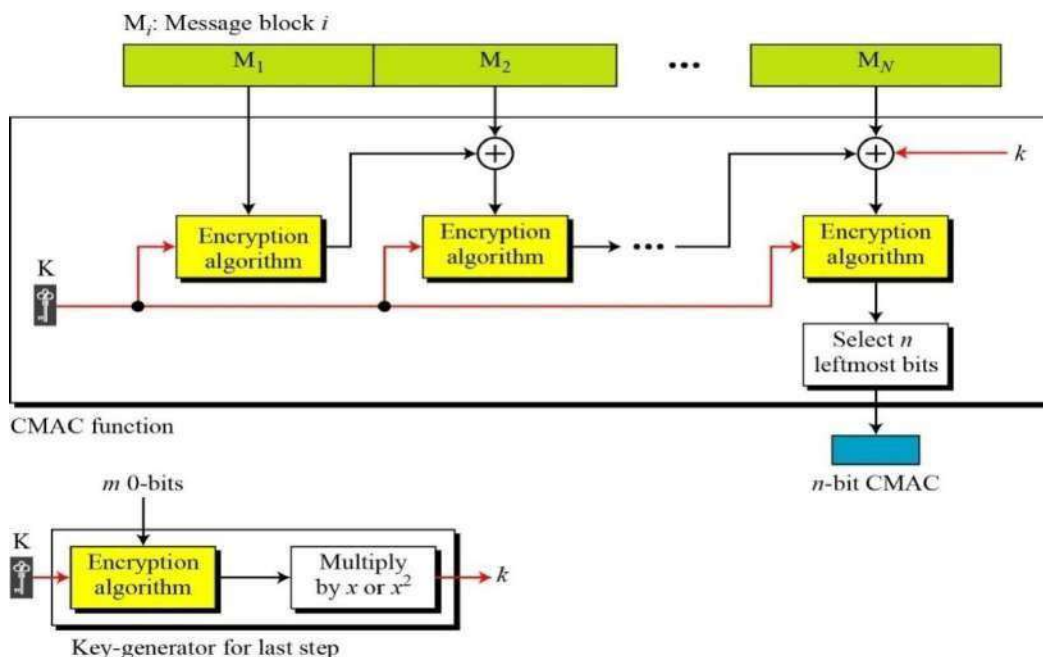 Mᵢ: Message block i
M₁ M₂ ••• M_N
k
Encryption algorithm
Encryption algorithm
•••
Encryption algorithm
K
Select n
leftmost bits
CMAC function
n-bit CMAC
m 0-bits
K
Encryption
algorithm
Multiply
by x or x²
k
Key-generator for last step